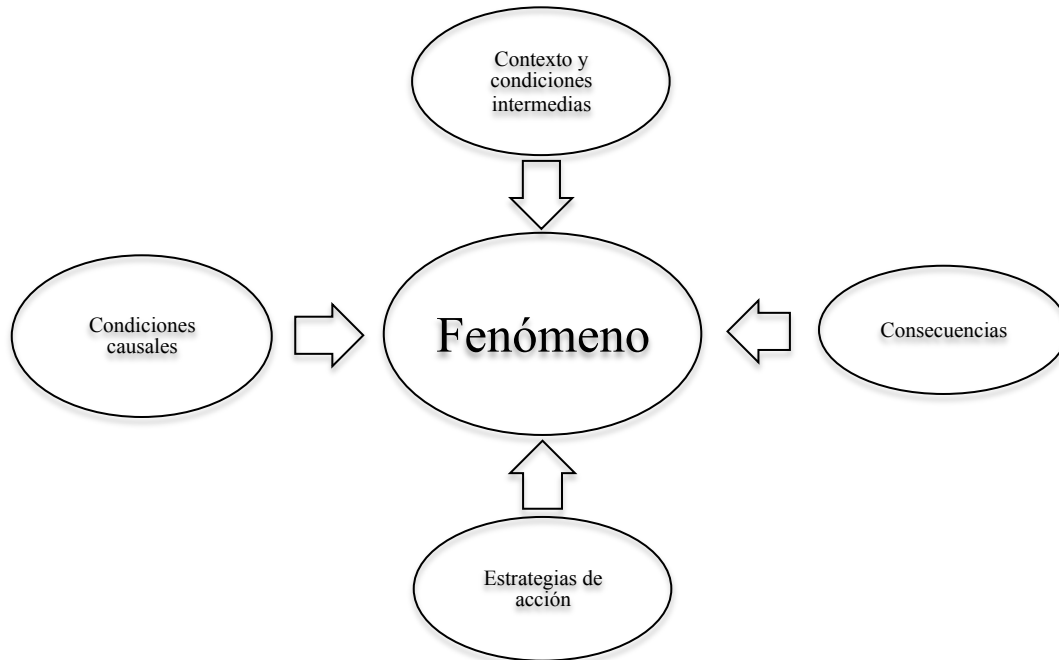 Contexto y
condiciones
intermedias
Condiciones
causales
Fenómeno
Consecuencias
Estrategias de
acción